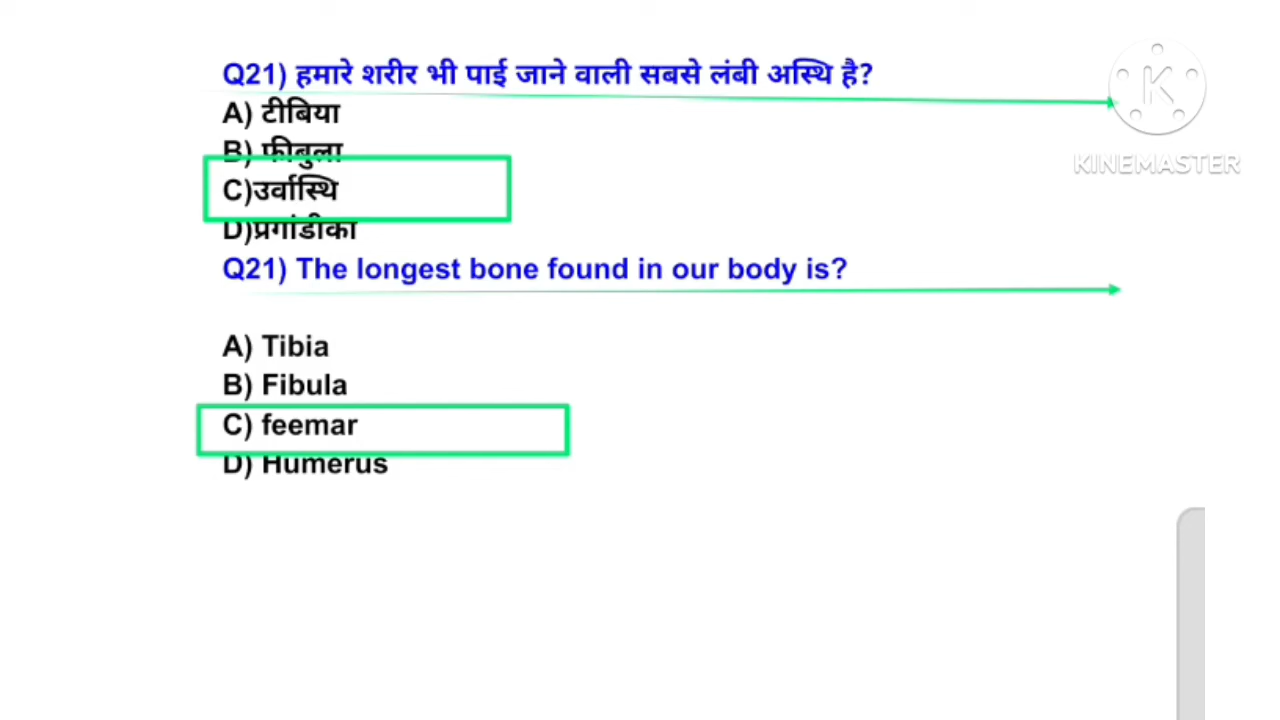 Q21) हमारे शरीर भी पाई जाने वाली सबसे लंबी अस्थि है?
A) टीबिया
B) फीबुला
C)उर्वास्थि
D)प्रगांडीका
Q21) The longest bone found in our body is?
A) Tibia
B) Fibula
C) feemar
D) Humerus
K
KINEMASTER